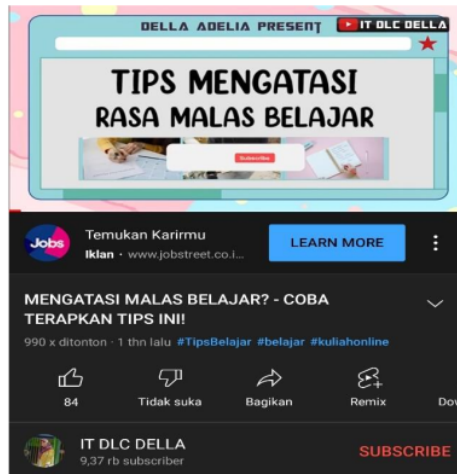 DELLA ADELIA PRESENT
IT DLC DELLA
TIPS MENGATASI
RASA MALAS BELAJAR
Subscribe
Jobs
Temukan Karirmu
Iklan · www.jobstreet.co.i...
LEARN MORE
MENGATASI MALAS BELAJAR? - COBA
TERAPKAN TIPS INI!
990 x ditonton · 1 thn lalu #TipsBelajar #belajar #kuliahonline
84
Tidak suka
Bagikan
Remix
Dov
IT DLC DELLA
9,37 rb subscriber
SUBSCRIBE